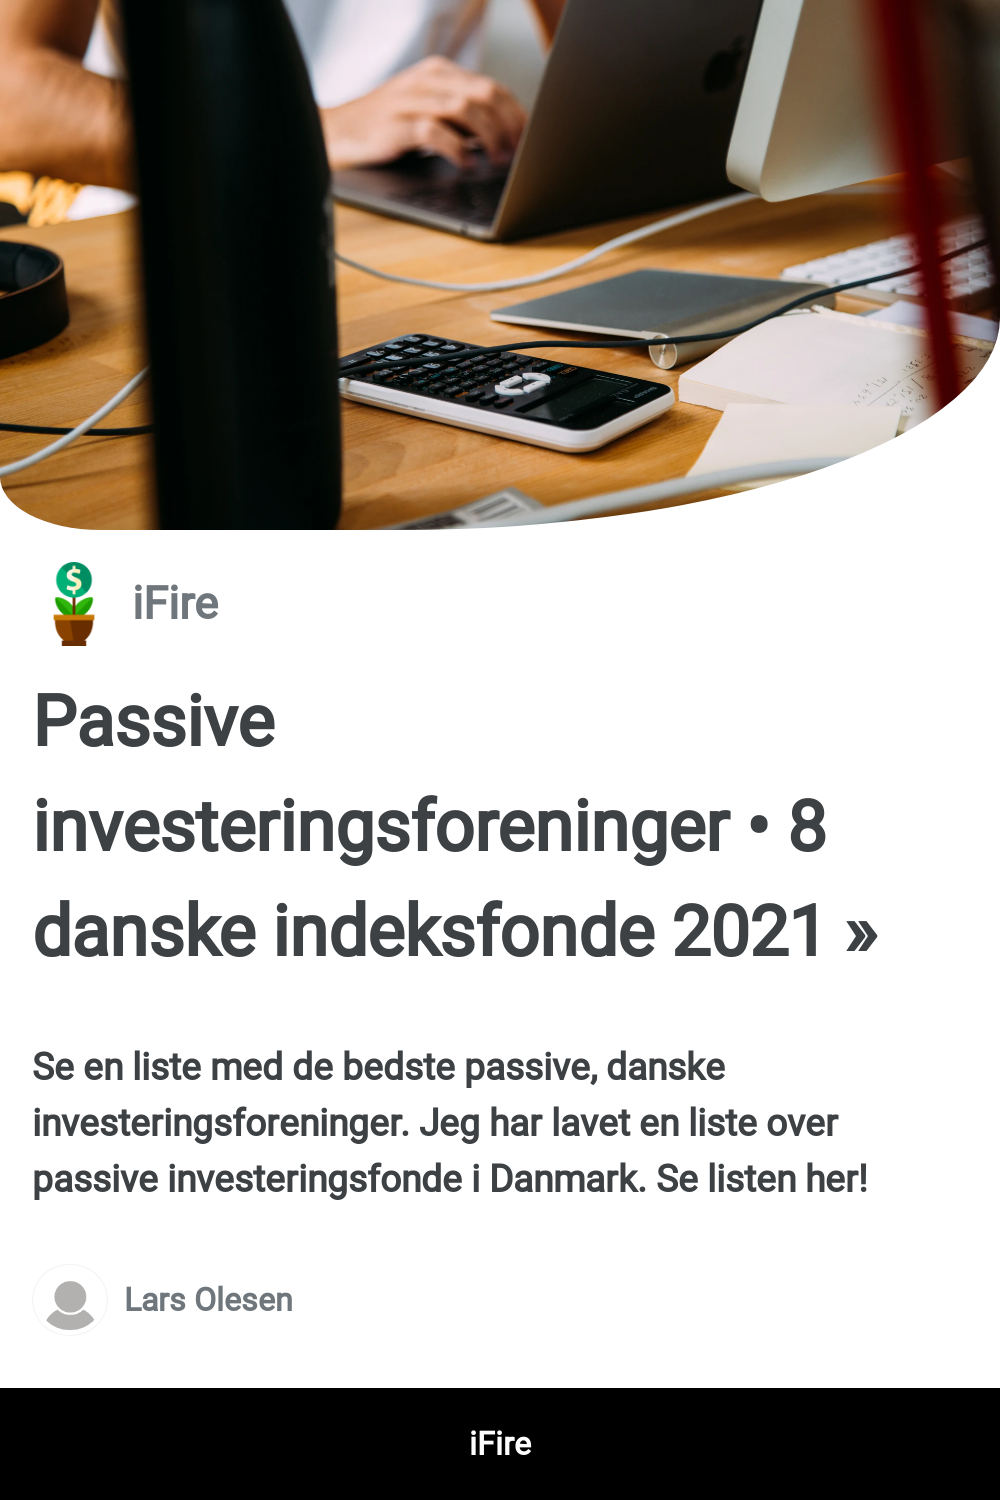 iFire
Passive
investeringsforeninger • 8
danske indeksfonde 2021 »
Se en liste med de bedste passive, danske
investeringsforeninger. Jeg har lavet en liste over
passive investeringsfonde i Danmark. Se listen her!
Lars Olesen
iFire